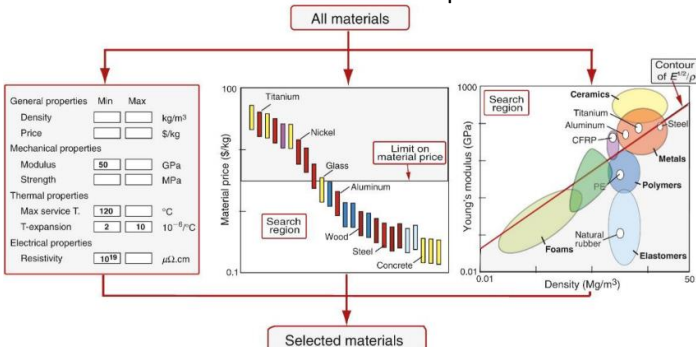 All materials
General properties Min Max
Density kg/m³
Price $/kg
Mechanical properties
Modulus 50 GPa
Strength MPa
Thermal properties
Max service T. 120 °C
T-expansion 2 10 10⁻⁶/°C
Electrical properties
Resistivity 10¹⁹ μΩ.cm
Material price ($/kg)
100
0.1
Titanium
Nickel
Glass
Aluminum
Limit on
material price
Search
region
Wood
Steel
Concrete
Young's modulus (GPa)
1000
0.01
Search
region
Contour
of E¹/²/ρ
Ceramics
Titanium
Aluminum
CFRP
Steel
Metals
PE
Polymers
Natural
rubber
Foams
Elastomers
0.01
50
Density (Mg/m³)
Selected materials